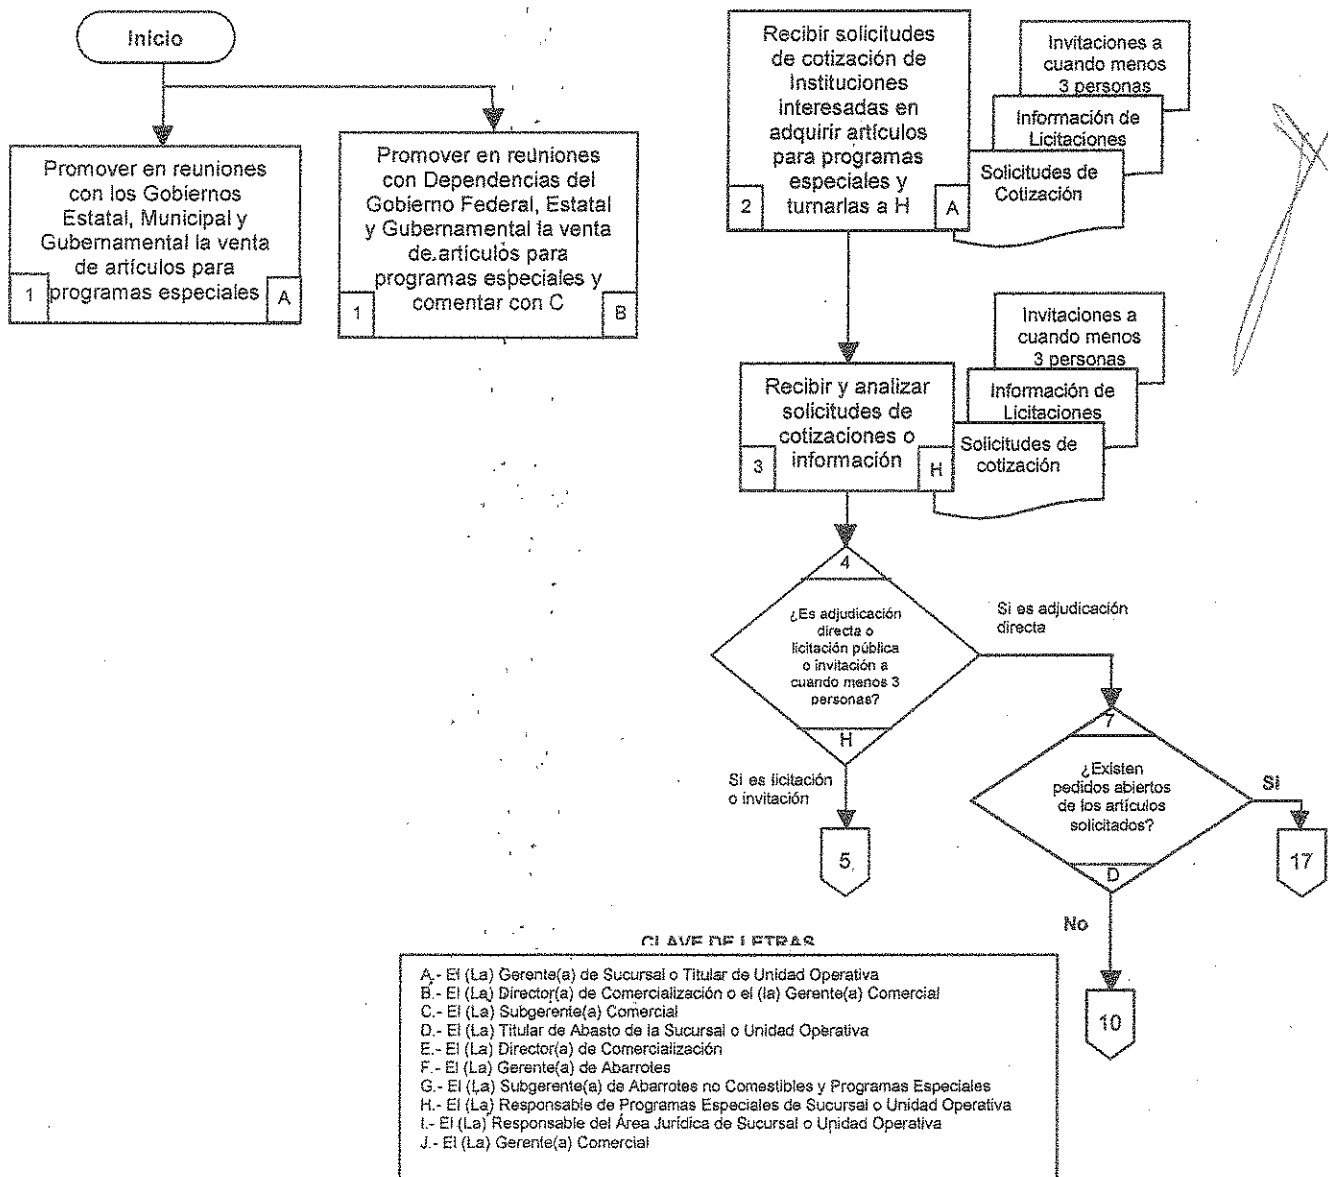 Inicio
Promover en reuniones
con los Gobiernos
Estatal, Municipal y
Gubernamental la venta
de artículos para
programas especiales
1
A
Promover en reuniones
con Dependencias del
Gobierno Federal, Estatal
y Gubernamental la venta
de artículos para
programas especiales y
comentar con C
1
B
Recibir solicitudes
de cotización de
Instituciones
interesadas en
adquirir artículos
para programas
especiales y
turnarlas a H
2
A
Invitaciones a
cuando menos
3 personas
Información de
Licitaciones
Solicitudes de
Cotización
Recibir y analizar
solicitudes de
cotizaciones o
información
3
H
Invitaciones a
cuando menos
3 personas
Información de
Licitaciones
Solicitudes de
cotización
4
¿Es adjudicación
directa o
licitación pública
o invitación a
cuando menos 3
personas?
H
Si es adjudicación
directa
Si es licitación
o invitación
5
7
¿Existen
pedidos abiertos
de los artículos
solicitados?
D
SI
17
No
10
CLAVE DE LETRAS
A.- El (La) Gerente(a) de Sucursal o Titular de Unidad Operativa
B.- El (La) Director(a) de Comercialización o el (la) Gerente(a) Comercial
C.- El (La) Subgerente(a) Comercial
D.- El (La) Titular de Abasto de la Sucursal o Unidad Operativa
E.- El (La) Director(a) de Comercialización
F.- El (La) Gerente(a) de Abarrotes
G.- El (La) Subgerente(a) de Abarrotes no Comestibles y Programas Especiales
H.- El (La) Responsable de Programas Especiales de Sucursal o Unidad Operativa
I.- El (La) Responsable del Área Jurídica de Sucursal o Unidad Operativa
J.- El (La) Gerente(a) Comercial